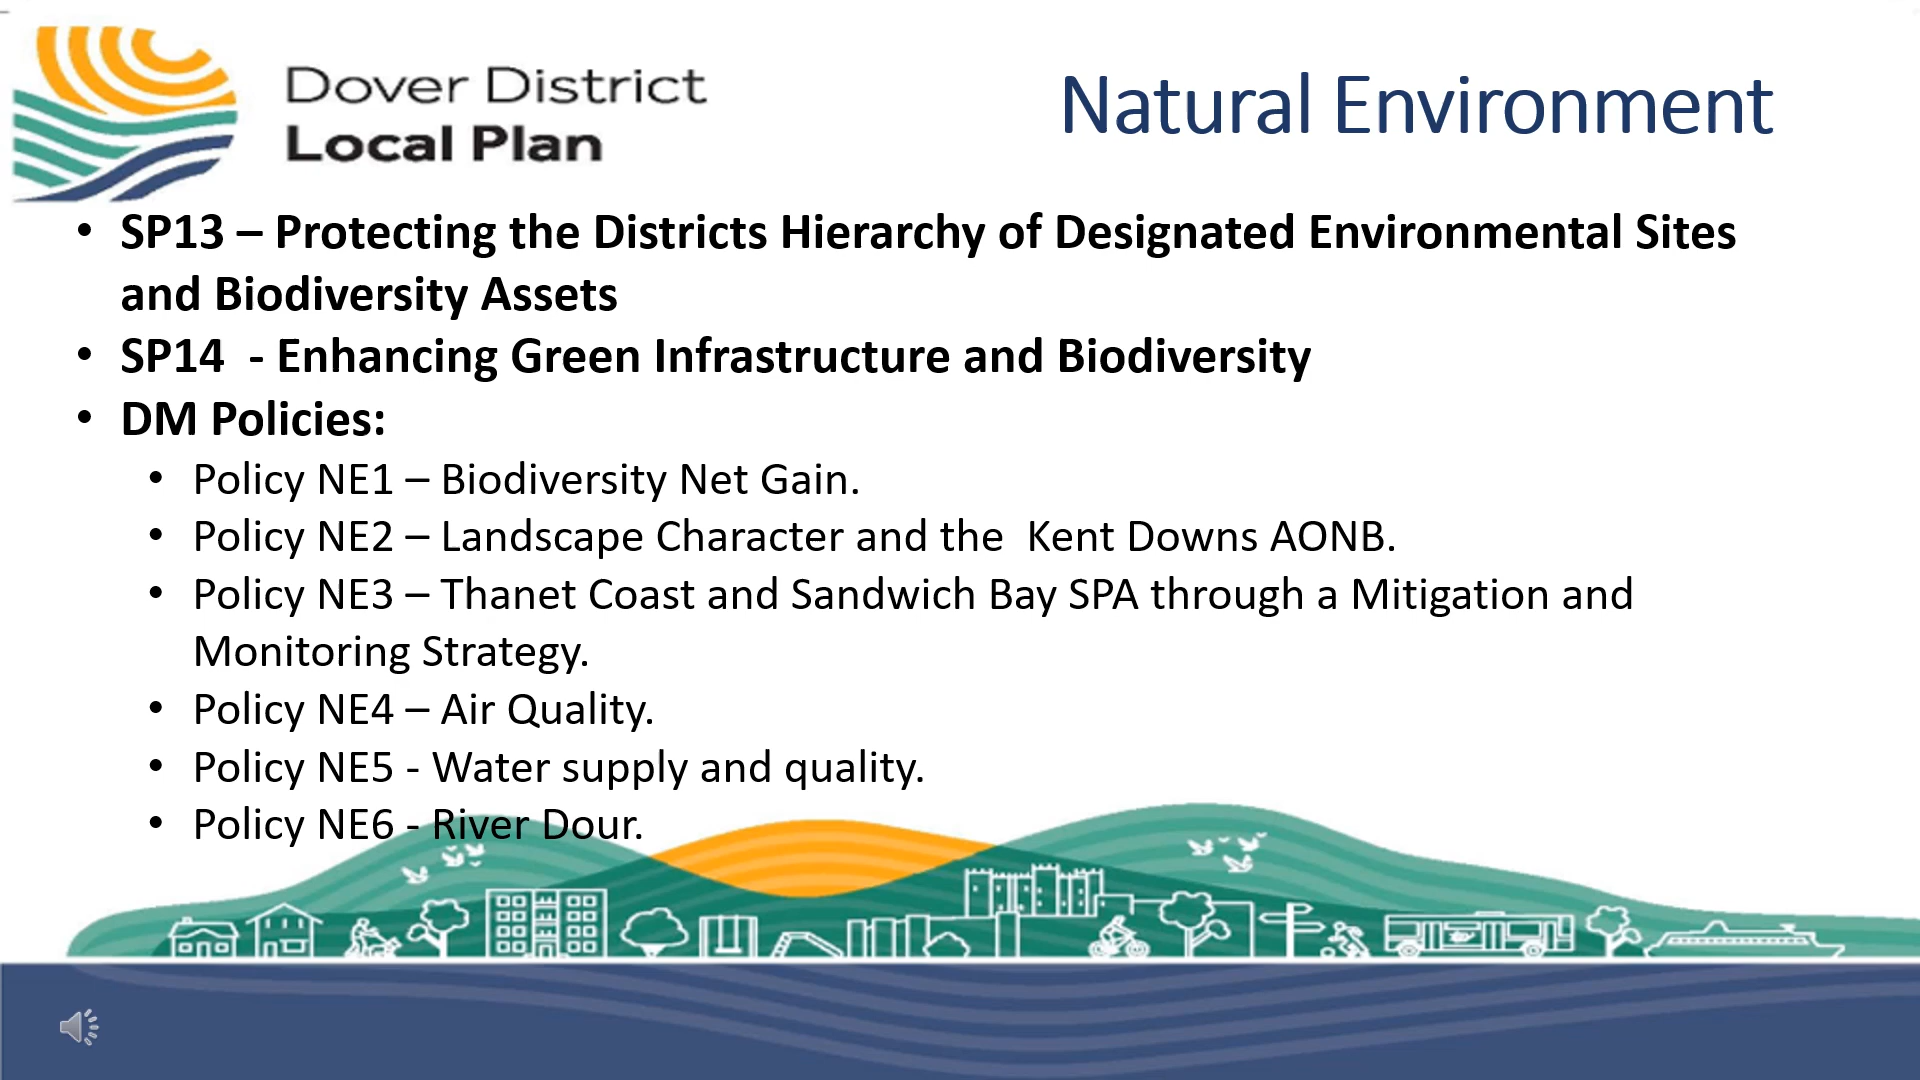 Dover District
Local Plan
Natural Environment
• SP13 – Protecting the Districts Hierarchy of Designated Environmental Sites
and Biodiversity Assets
• SP14  - Enhancing Green Infrastructure and Biodiversity
• DM Policies:
• Policy NE1 – Biodiversity Net Gain.
• Policy NE2 – Landscape Character and the  Kent Downs AONB.
• Policy NE3 – Thanet Coast and Sandwich Bay SPA through a Mitigation and
Monitoring Strategy.
• Policy NE4 – Air Quality.
• Policy NE5 - Water supply and quality.
• Policy NE6 - River Dour.